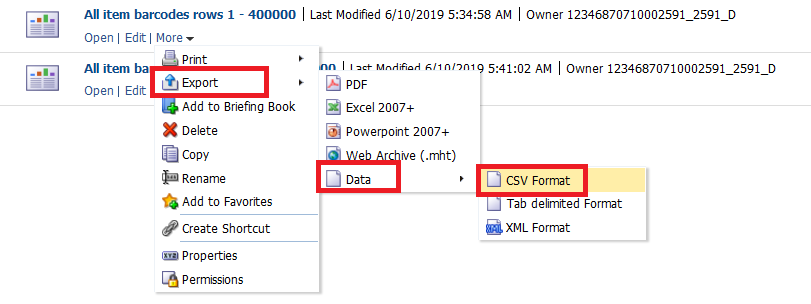 All item barcodes rows 1 - 400000 | Last Modified 6/10/2019 5:34:58 AM | Owner 12346870710002591_2591_D
Open | Edit | More
All item bar 000 | Last Modified 6/10/2019 5:41:02 AM | Owner 12346870710002591_2591_D
Open | Edit
Print
Export
Add to Briefing Book
Delete
Copy
Rename
Add to Favorites
Create Shortcut
Properties
Permissions
PDF
Excel 2007+
Powerpoint 2007+
Web Archive (.mht)
Data
CSV Format
Tab delimited Format
XML Format